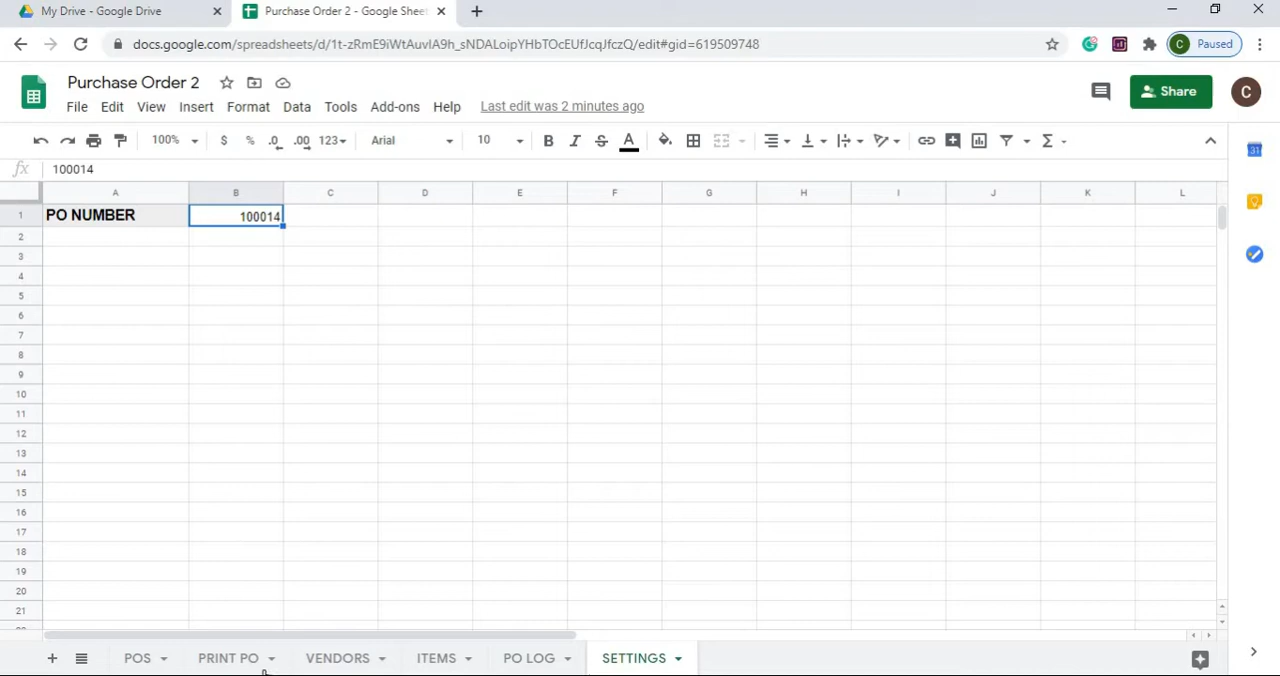 My Drive - Google Drive
Purchase Order 2 - Google Sheet
docs.google.com/spreadsheets/d/1t-zRmE9iWtAuvIA9h_sNDALoipYHbTOcEUfJcqJfczQ/edit#gid=619509748
C Paused
Purchase Order 2
File Edit View Insert Format Data Tools Add-ons Help Last edit was 2 minutes ago
Share
C
100% $ % .0 .00 123 Arial 10 B I S A Σ
fx 100014
A B C D E F G H I J K L
1 PO NUMBER 100014
2
3
4
5
6
7
8
9
10
11
12
13
14
15
16
17
18
19
20
21
POS PRINT PO VENDORS ITEMS PO LOG SETTINGS
31